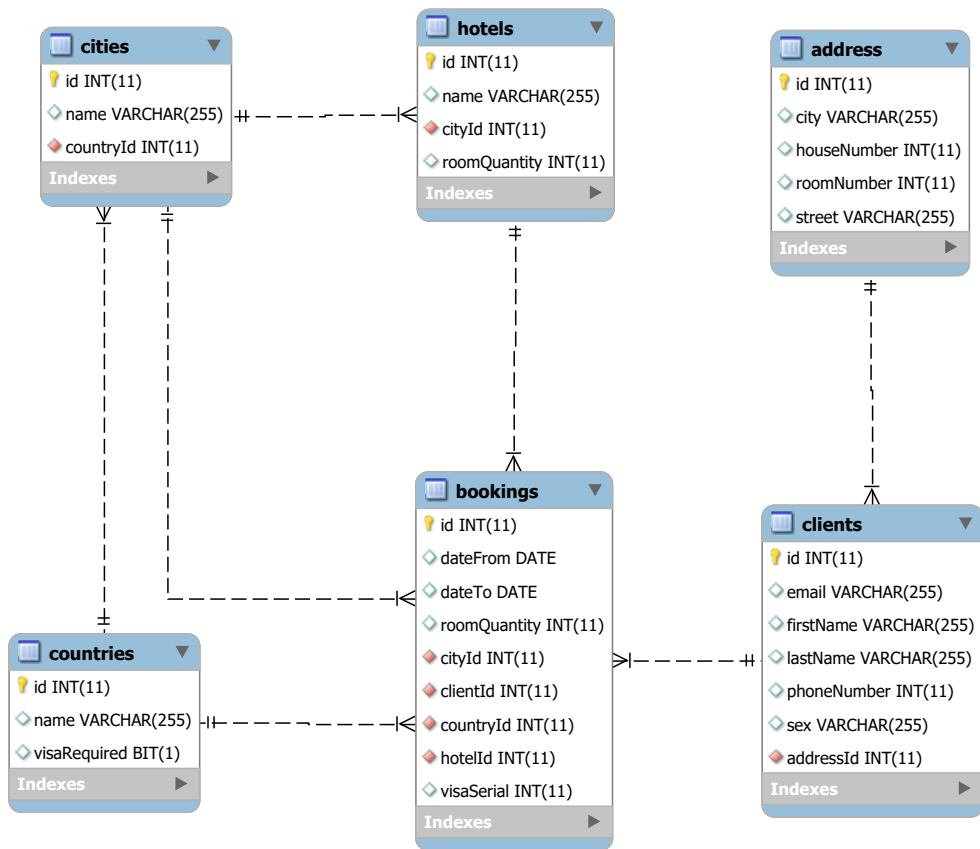 cities
id INT(11)
name VARCHAR(255)
countryId INT(11)
Indexes
hotels
id INT(11)
name VARCHAR(255)
cityId INT(11)
roomQuantity INT(11)
Indexes
address
id INT(11)
city VARCHAR(255)
houseNumber INT(11)
roomNumber INT(11)
street VARCHAR(255)
Indexes
countries
id INT(11)
name VARCHAR(255)
visaRequired BIT(1)
Indexes
bookings
id INT(11)
dateFrom DATE
dateTo DATE
roomQuantity INT(11)
cityId INT(11)
clientId INT(11)
countryId INT(11)
hotelId INT(11)
visaSerial INT(11)
Indexes
clients
id INT(11)
email VARCHAR(255)
firstName VARCHAR(255)
lastName VARCHAR(255)
phoneNumber INT(11)
sex VARCHAR(255)
addressId INT(11)
Indexes